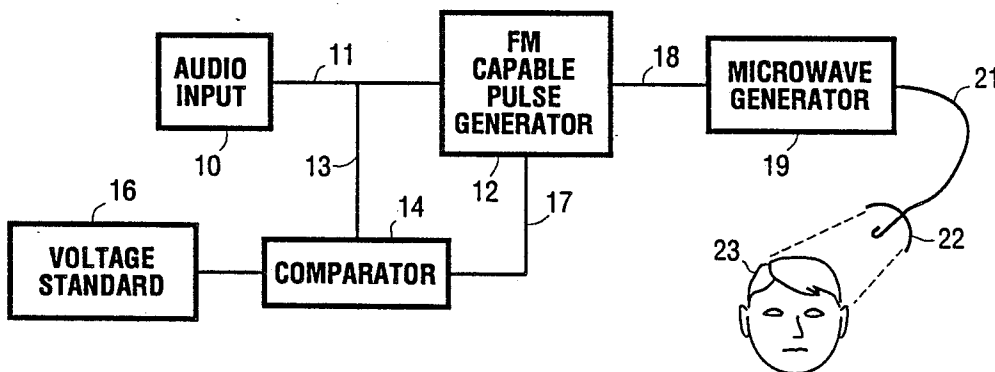 AUDIO
INPUT
10
11
FM
CAPABLE
PULSE
GENERATOR
12
18
MICROWAVE
GENERATOR
19
21
13
16
VOLTAGE
STANDARD
14
COMPARATOR
17
22
23